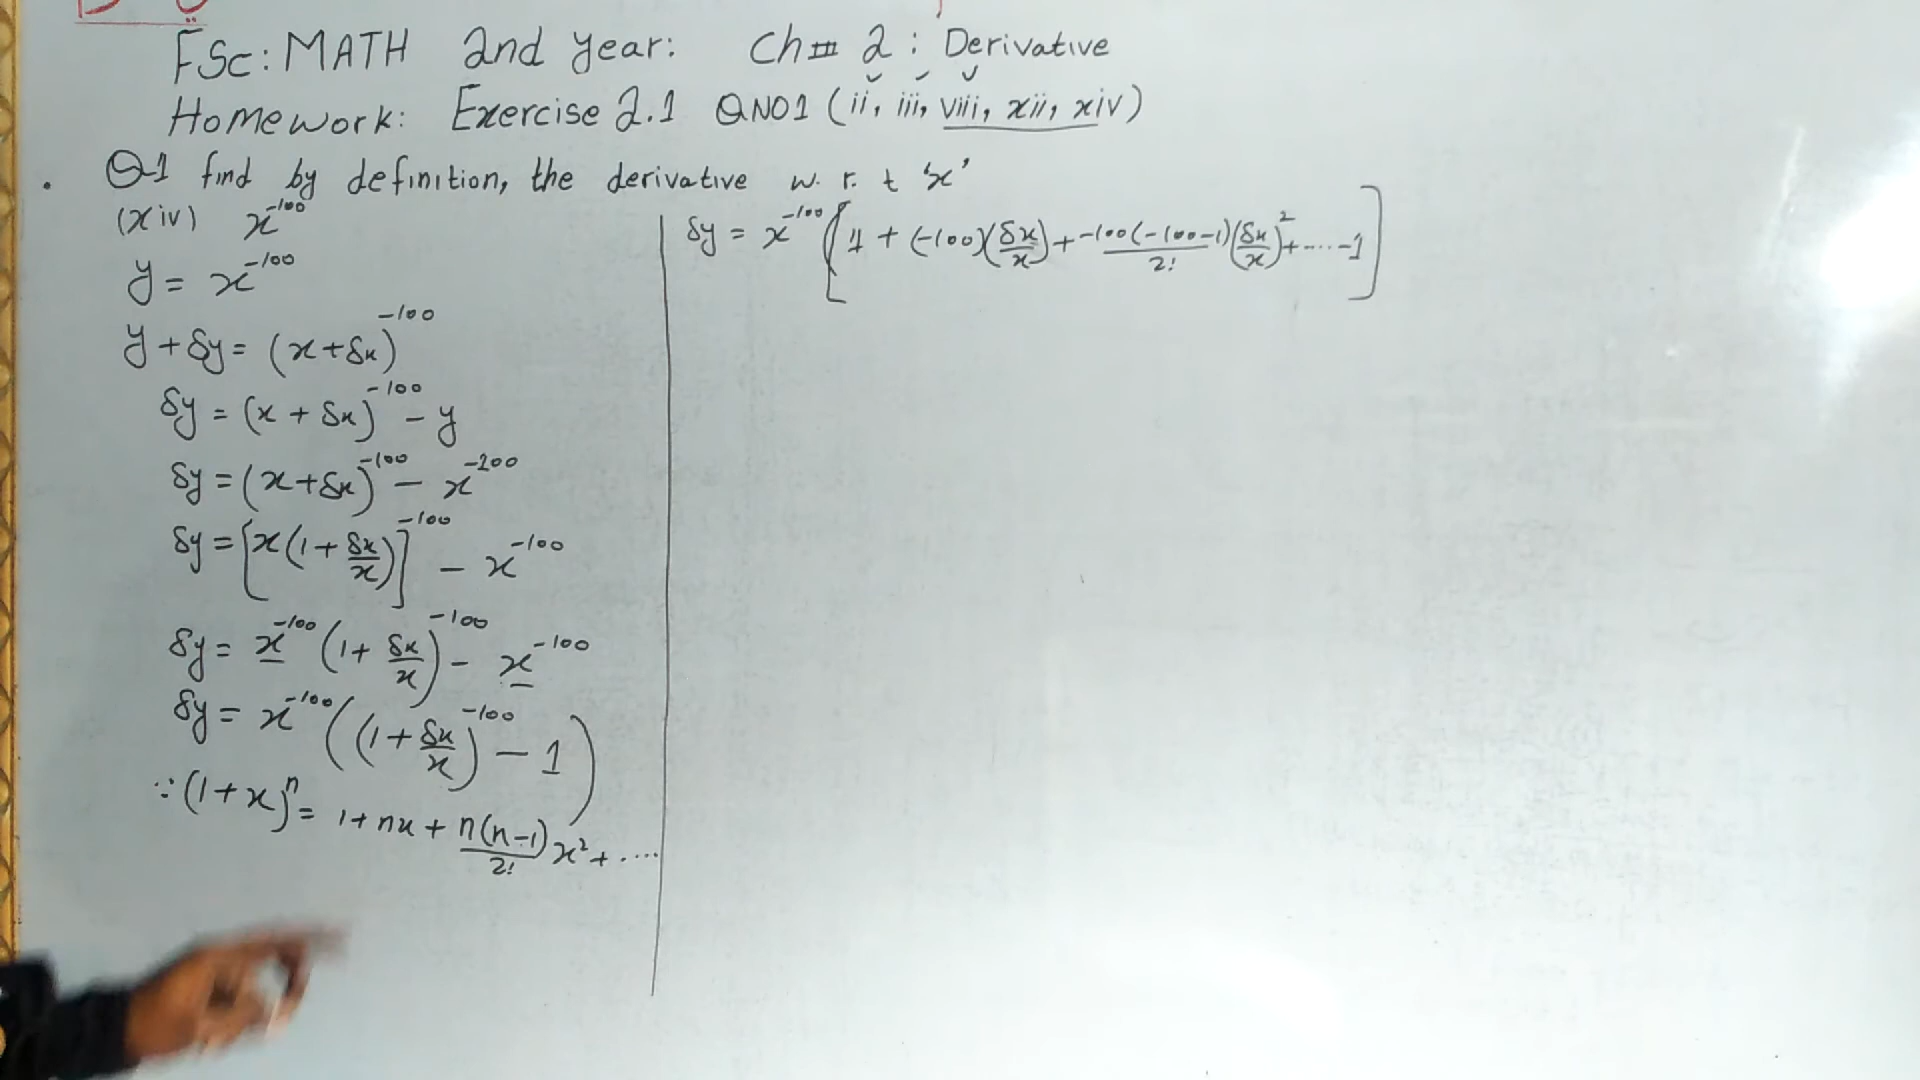 FSc: MATH 2nd year: Ch# 2: Derivative
Homework: Exercise 2.1 QNO1 (ii, iii, viii, xii, xiv)
Q1 find by definition, the derivative w.r.t 'x'
(xiv) x^-100
y = x^-100
y + δy = (x + δx)^-100
δy = (x + δx)^-100 - y
δy = (x + δx)^-100 - x^-100
δy = [x(1 + δx/x)]^-100 - x^-100
δy = x^-100 (1 + δx/x)^-100 - x^-100
δy = x^-100 ((1 + δx/x)^-100 - 1)
∵ (1 + x)^n = 1 + nx + n(n-1)/2! x² + ....
δy = x^-100 [1 + (-100)(δx/x) + -100(-100-1)/2! (δx/x)² + .... -1]